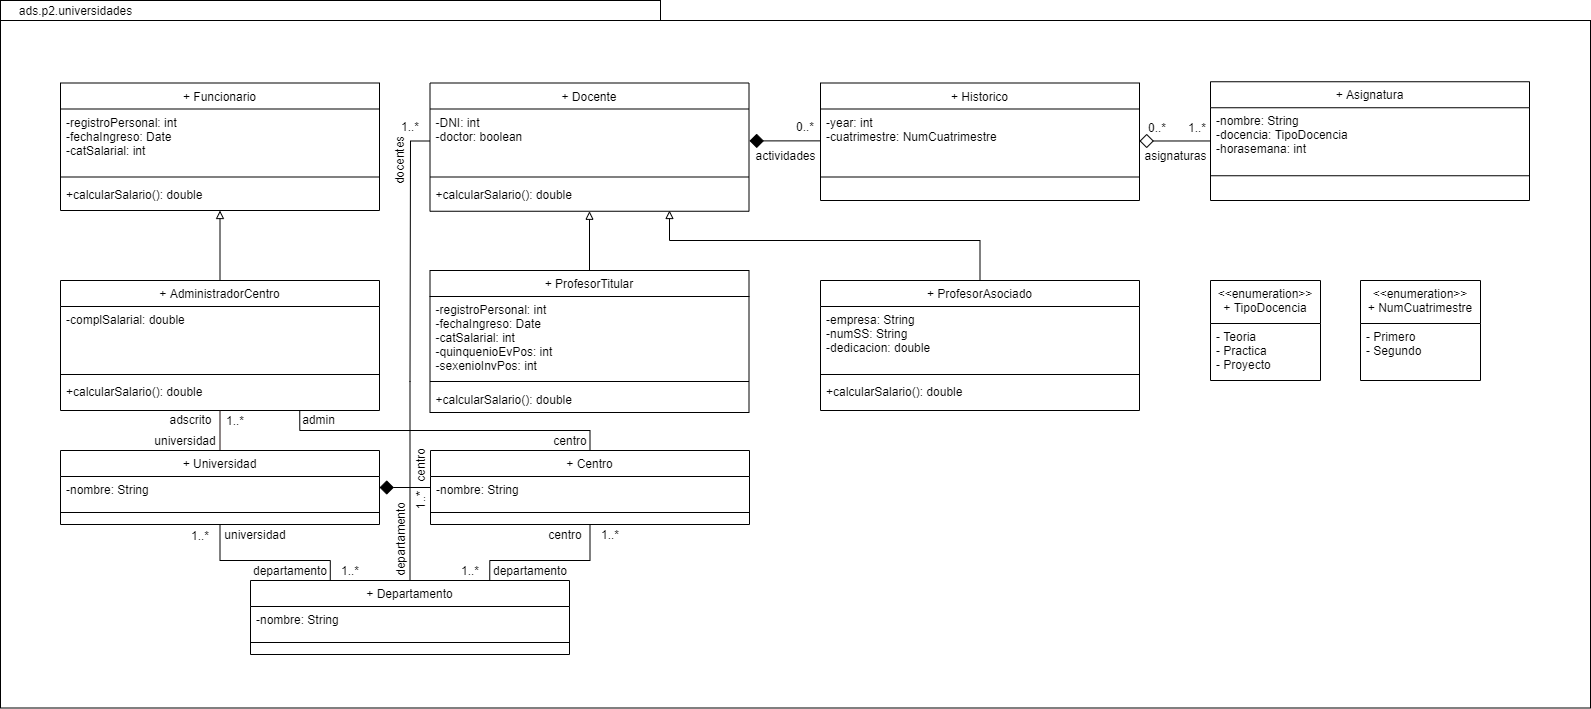 ads.p2.universidades
+ Funcionario
-registroPersonal: int
-fechaIngreso: Date
-catSalarial: int
+calcularSalario(): double
+ Docente
-DNI: int
-doctor: boolean
+calcularSalario(): double
1..*
docentes
0..*
actividades
+ Historico
-year: int
-cuatrimestre: NumCuatrimestre
0..*
1..*
asignaturas
+ Asignatura
-nombre: String
-docencia: TipoDocencia
-horasemana: int
+ AdministradorCentro
-complSalarial: double
+calcularSalario(): double
+ ProfesorTitular
-registroPersonal: int
-fechaIngreso: Date
-catSalarial: int
-quinquenioEvPos: int
-sexenioInvPos: int
+calcularSalario(): double
+ ProfesorAsociado
-empresa: String
-numSS: String
-dedicacion: double
+calcularSalario(): double
<<enumeration>>
+ TipoDocencia
- Teoria
- Practica
- Proyecto
<<enumeration>>
+ NumCuatrimestre
- Primero
- Segundo
adscrito
1..*
admin
universidad
centro
+ Universidad
-nombre: String
centro
1..*
+ Centro
-nombre: String
1..*
universidad
departamento
centro
1..*
departamento
1..*
1..*
departamento
+ Departamento
-nombre: String